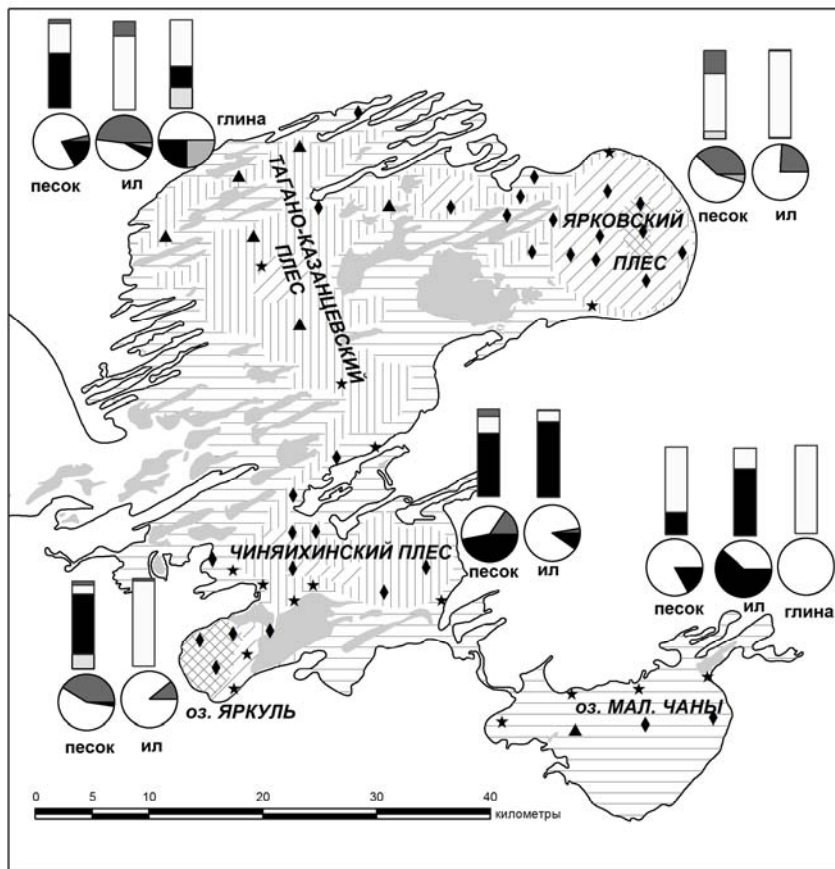 глина
песок
ил
ТАГАНО-КАЗАНЦЕВСКИЙ
ПЛЕС
песок
ил
ЯРКОВСКИЙ
ПЛЕС
песок
ил
песок
ил
глина
ЧИНЯИХИНСКИЙ ПЛЕС
песок
ил
оз. ЯРКУЛЬ
оз. МАЛ. ЧАНЫ
0 5 10 20 30 40
километры